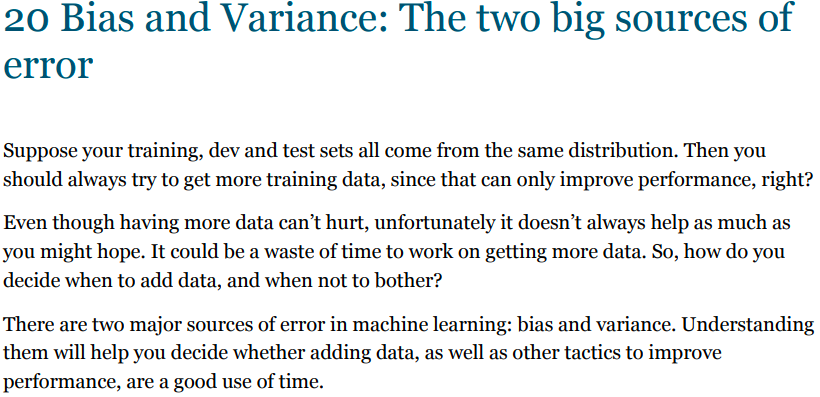 20 Bias and Variance: The two big sources of
error
Suppose your training, dev and test sets all come from the same distribution. Then you
should always try to get more training data, since that can only improve performance, right?
Even though having more data can’t hurt, unfortunately it doesn’t always help as much as
you might hope. It could be a waste of time to work on getting more data. So, how do you
decide when to add data, and when not to bother?
There are two major sources of error in machine learning: bias and variance. Understanding
them will help you decide whether adding data, as well as other tactics to improve
performance, are a good use of time.